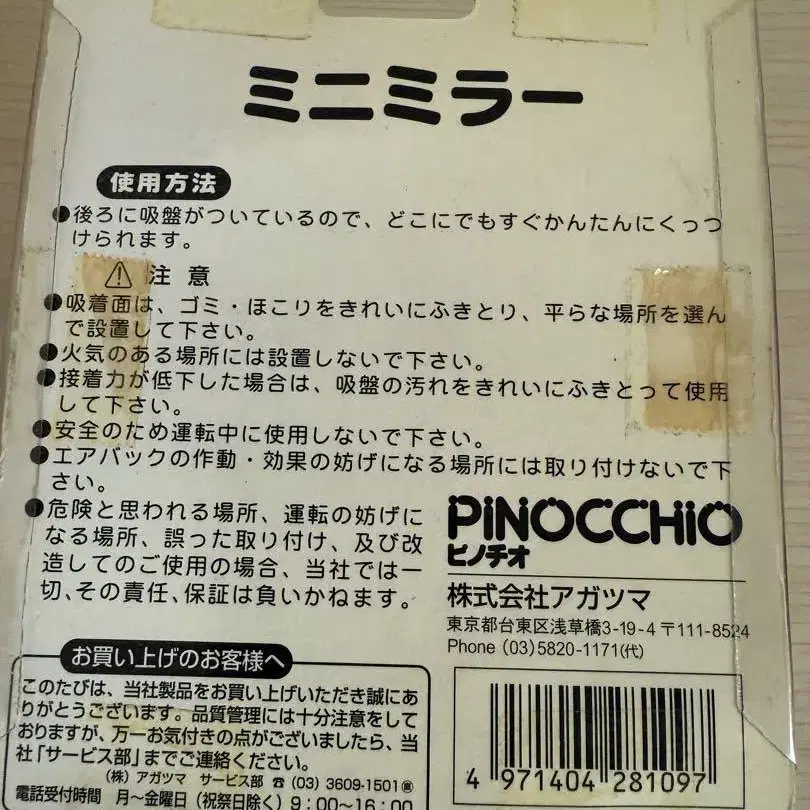 ミニミラー
使用方法
●後ろに吸盤がついているので、どこにでもすぐかんたんにくっつ
けられます。
⚠注意
●吸着面は、ゴミ・ほこりをきれいにふきとり、平らな場所を選ん
で設置して下さい。
●火気のある場所には設置しないで下さい。
●接着力が低下した場合は、吸盤の汚れをきれいにふきとって使用
して下さい。
●安全のため運転中に使用しないで下さい。
●エアバックの作動・効果の妨げになる場所には取り付けないで下
さい。
●危険と思われる場所、運転の妨げに
なる場所、誤った取り付け、及び改
造してのご使用の場合、当社では一
切、その責任、保証は負いかねます。
PINOCCHIO
ピノチオ
株式会社アガツマ
東京都台東区浅草橋3-19-4 〒111-8524
Phone (03)5820-1171(代)
お買い上げのお客様へ
このたびは、当社製品をお買い上げいただき誠にあ
りがとうございます。品質管理には十分注意をして
おりますが、万一お気付きの点がございましたら、当
社「サービス部」までご連絡ください。
(株)アガツマ サービス部 ☎(03)3609-1501
電話受付時間 月〜金曜日(祝祭日除く)9:00〜16:00
4 971404 281097